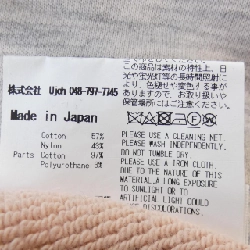 この商品は素材の特性上、日
光や蛍光灯等の長時間照射に
より、色褪せや変色する事が
ありますので、お取り扱いや
保管場所にはご注意ください。
株式会社 Ujoh 048-797-7745
Made in Japan
Cotton 57%
Nylon 43%
Parts Cotton 97%
Polyurethane 3%
PLEASE USE A CLEANING NET.
PLEASE WASH INDEPENDENTLY.
DO NOT TUMBLE DRY.
PLEASE USE A IRON CLOTH.
DUE TO THE NATURE OF THIS
MATERIAL,A LONG EXPOSURE
TO SUNLIGHT OR TO
ARTIFICIAL LIGHT COULD
DISCOLORATIONS.